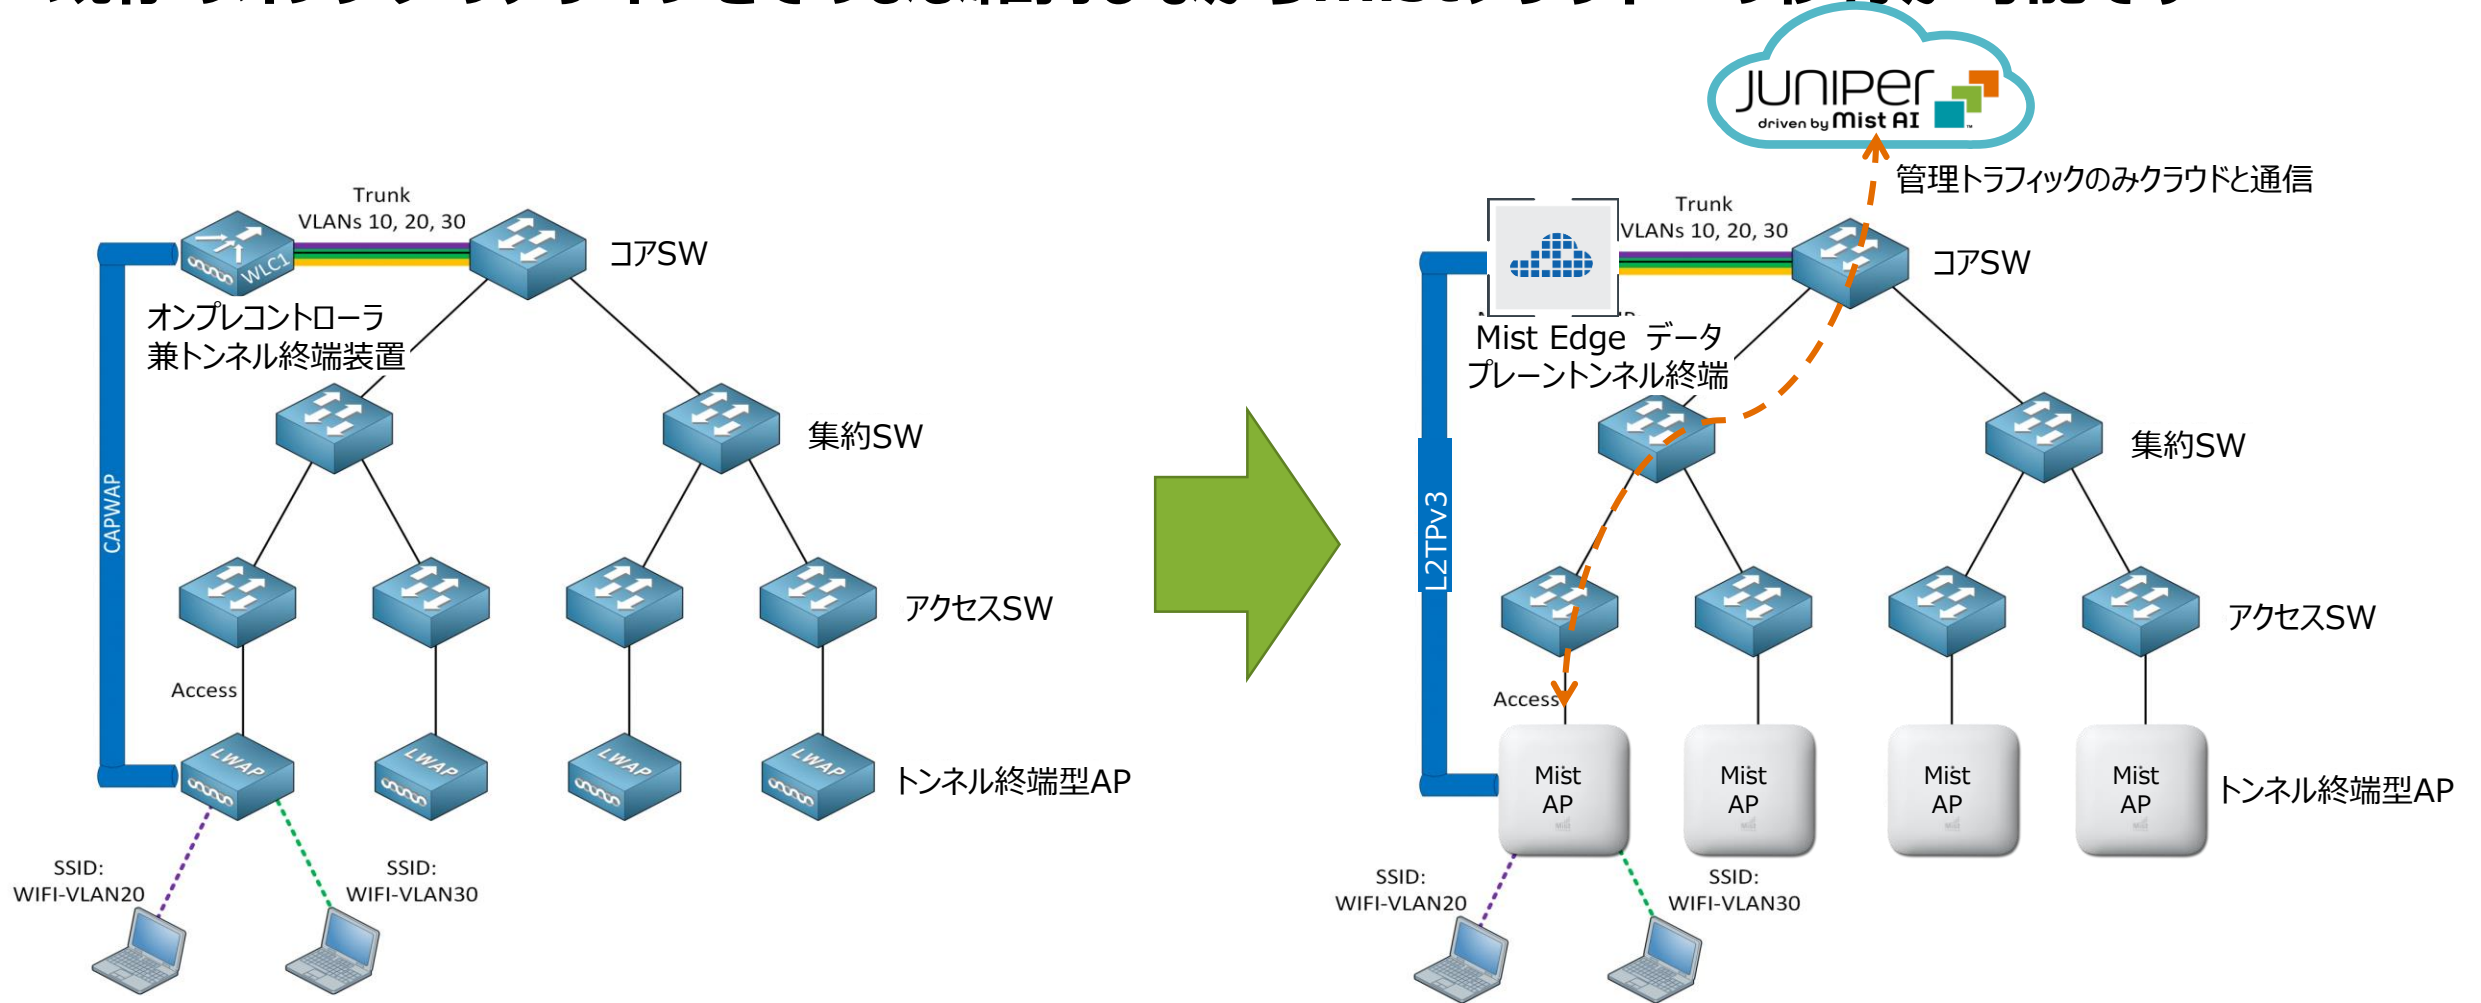 Trunk
VLANs 10, 20, 30
WLC1
コアSW
オンプレコントローラ
兼トンネル終端装置
集約SW
CAPWAP
アクセスSW
Access
LWAP
LWAP
LWAP
LWAP
トンネル終端型AP
SSID:
WIFI-VLAN20
SSID:
WIFI-VLAN30
JUNIPER
driven by Mist AI
管理トラフィックのみクラウドと通信
Trunk
VLANs 10, 20, 30
コアSW
Mist Edge データ
プレーントンネル終端
集約SW
L2TPv3
アクセスSW
Access
Mist
AP
Mist
AP
Mist
AP
Mist
AP
トンネル終端型AP
SSID:
WIFI-VLAN20
SSID:
WIFI-VLAN30